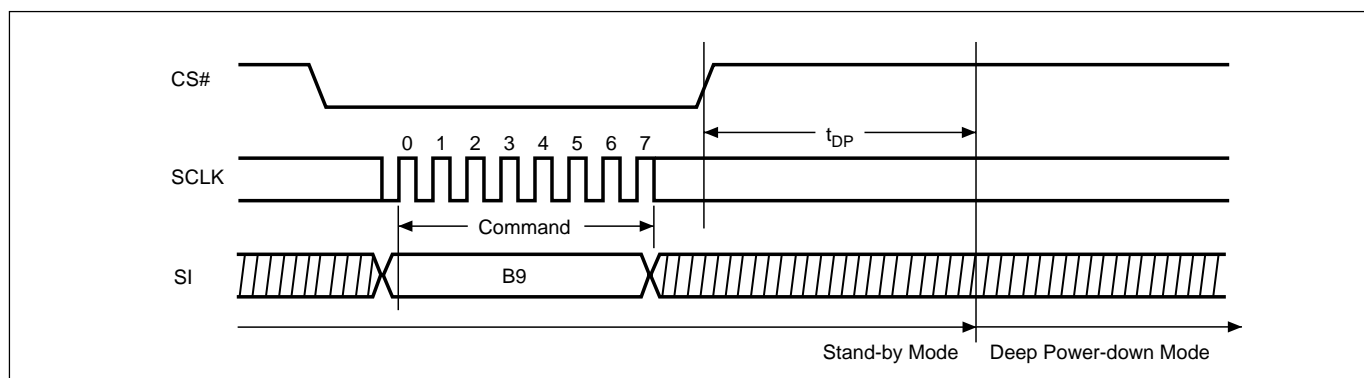 CS#
tDP
0 1 2 3 4 5 6 7
SCLK
Command
SI
B9
Stand-by Mode
Deep Power-down Mode